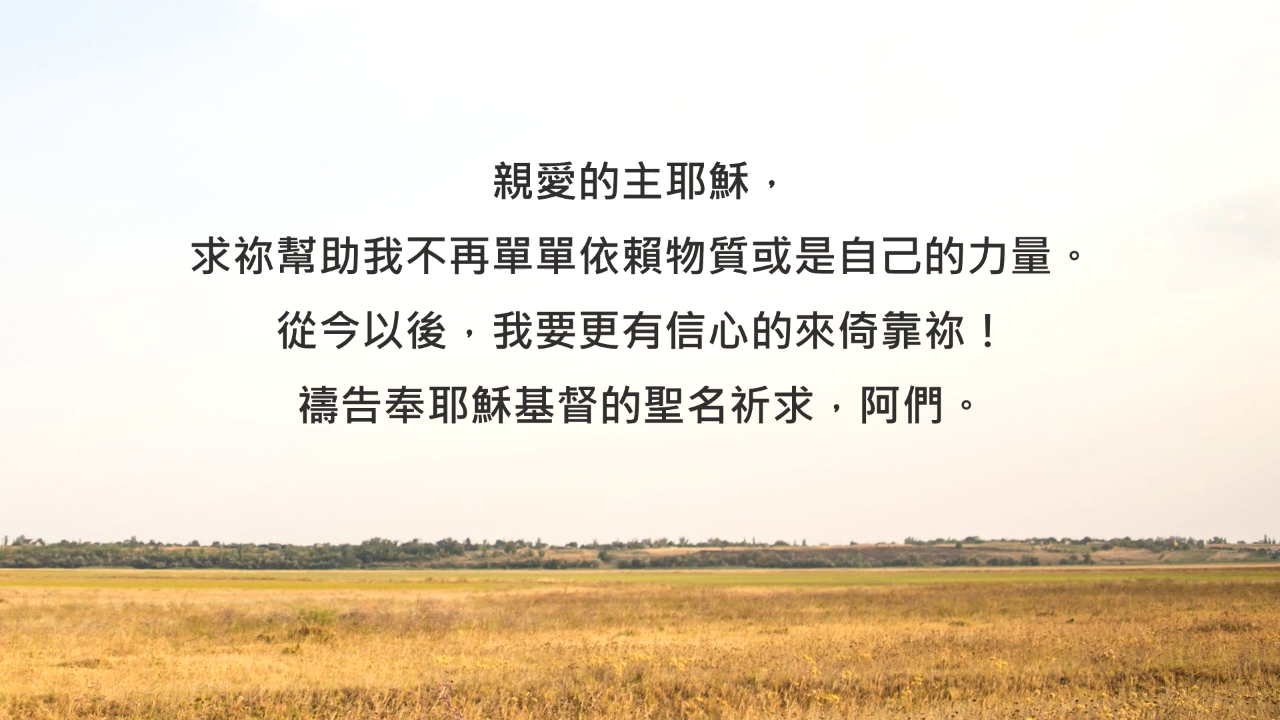 親愛的主耶穌，
求祢幫助我不再單單依賴物質或是自己的力量。
從今以後，我要更有信心的來倚靠祢！
禱告奉耶穌基督的聖名祈求，阿們。